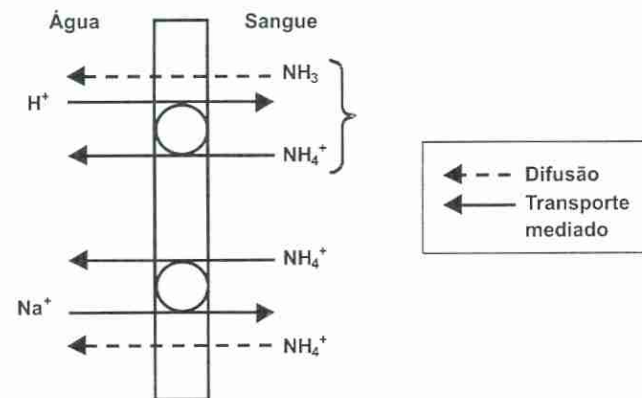 Água Sangue
NH₃
H⁺
NH₄⁺
Difusão
Transporte
mediado
NH₄⁺
Na⁺
NH₄⁺